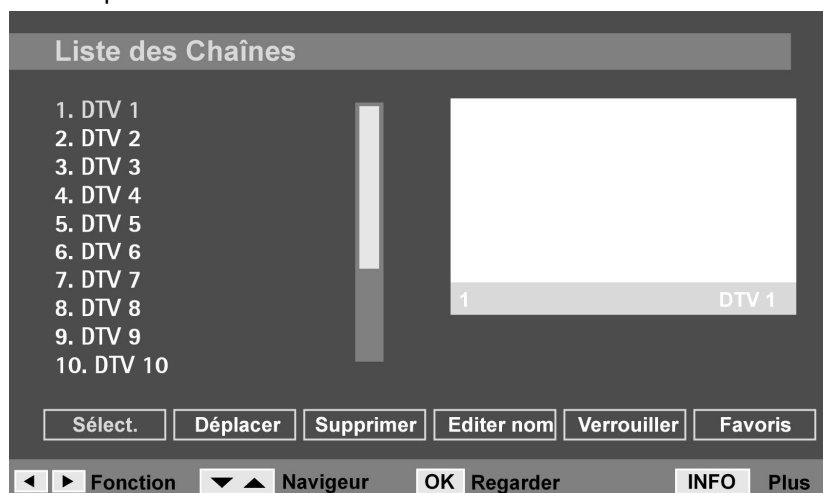 Liste des Chaînes
1. DTV 1
2. DTV 2
3. DTV 3
4. DTV 4
5. DTV 5
6. DTV 6
7. DTV 7
8. DTV 8
9. DTV 9
10. DTV 10
1 DTV 1
Sélect. Déplacer Supprimer Editer nom Verrouiller Favoris
Fonction Navigeur OK Regarder INFO Plus